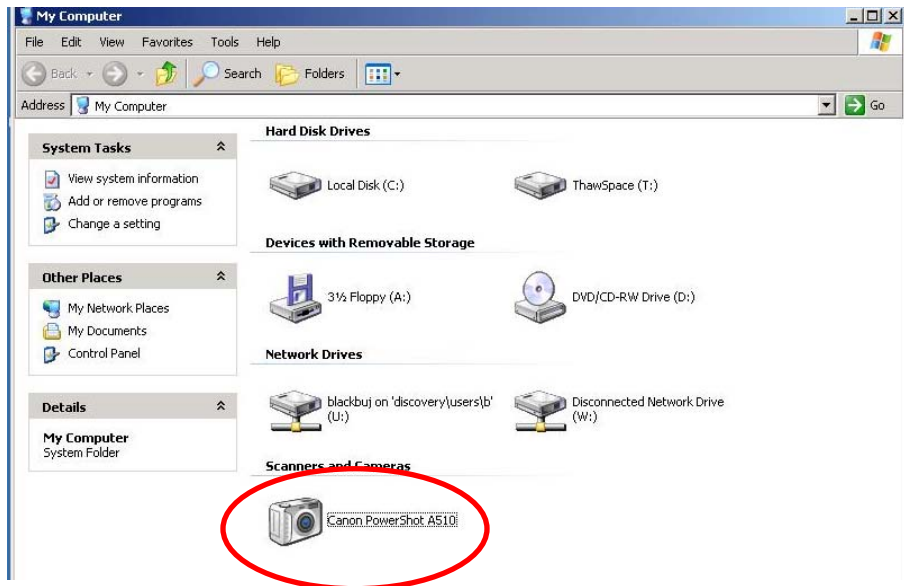 My Computer
File Edit View Favorites Tools Help
Back Search Folders
Address My Computer Go
System Tasks
View system information
Add or remove programs
Change a setting
Other Places
My Network Places
My Documents
Control Panel
Details
My Computer
System Folder
Hard Disk Drives
Local Disk (C:) ThawSpace (T:)
Devices with Removable Storage
3½ Floppy (A:) DVD/CD-RW Drive (D:)
Network Drives
blackbuj on 'discovery\users\b' (U:)
Disconnected Network Drive (W:)
Scanners and Cameras
Canon PowerShot A510